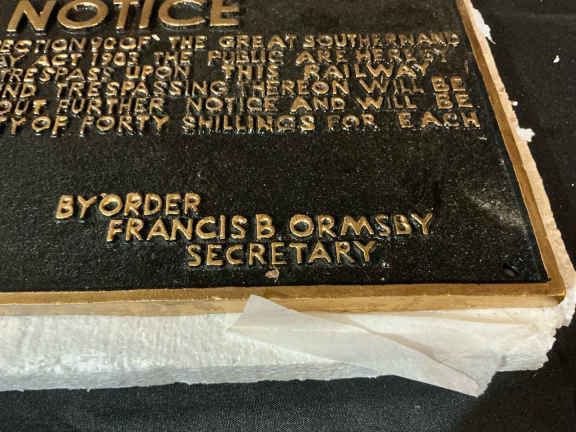 NOTICE
SECTION 90 OF THE GREAT SOUTHERN AND
ACT 1903 THE PUBLIC ARE HEREBY
TRESPASS UPON THIS RAILWAY
TRESPASSING THEREON WILL BE
OUT FURTHER NOTICE AND WILL BE
OF FORTY SHILLINGS FOR EACH
BY ORDER
FRANCIS B. ORMSBY
SECRETARY